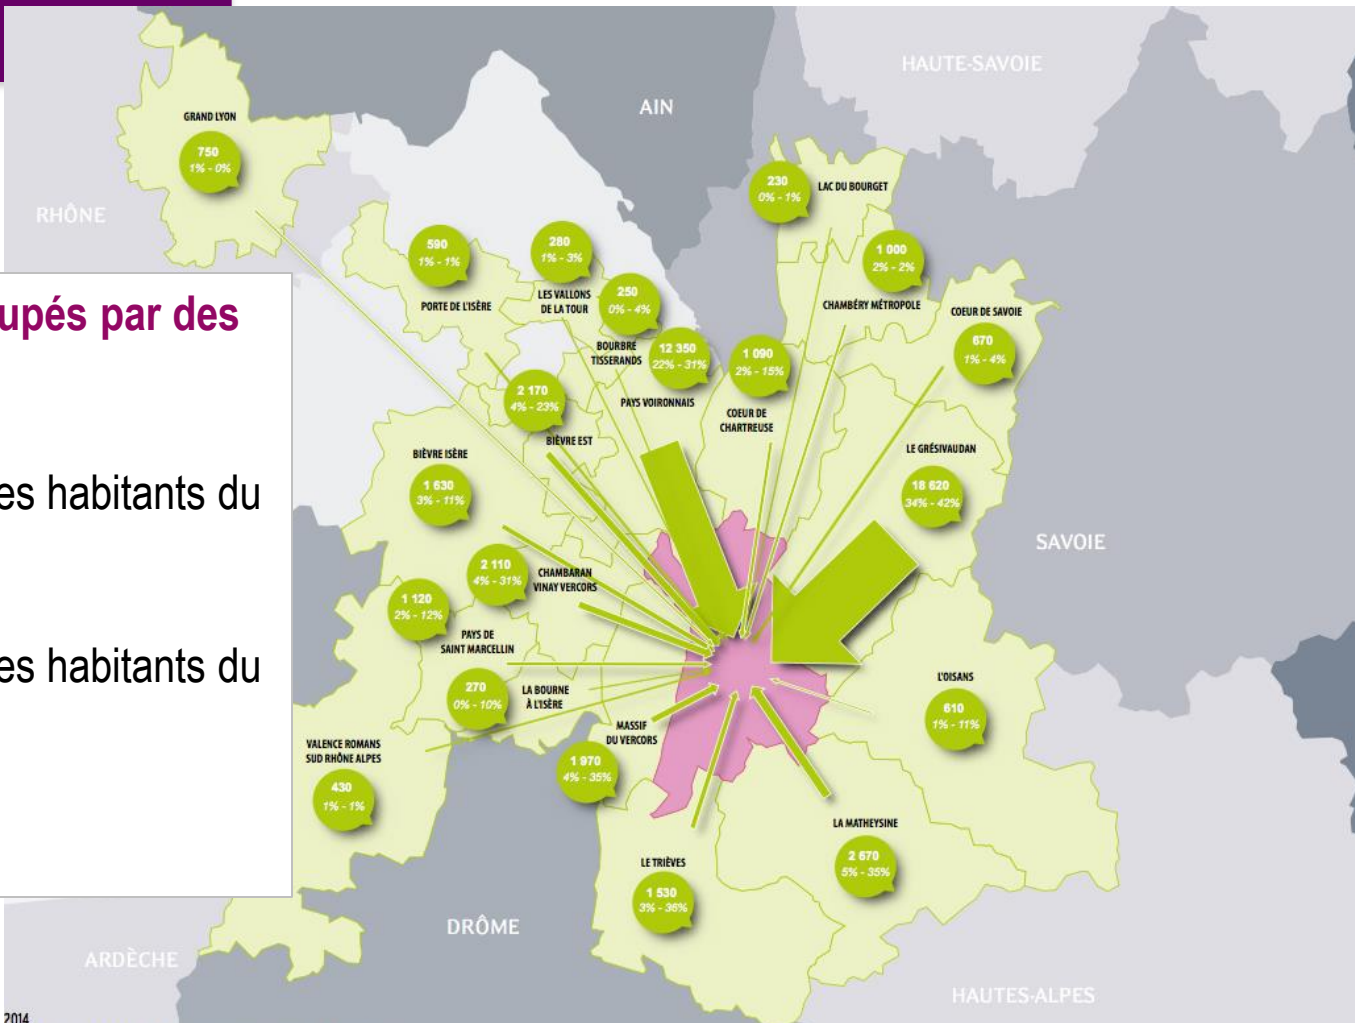 HAUTE-SAVOIE
AIN
GRAND LYON
750
1% - 0%
RHÔNE
230
0% - 1%
LAC DU BOURGET
590
1% - 1%
PORTE DE L'ISÈRE
280
1% - 3%
LES VALLONS
DE LA TOUR
250
0% - 4%
BOURBRE
TISSERANDS
1 000
2% - 2%
CHAMBÉRY MÉTROPOLE
COEUR DE SAVOIE
670
1% - 4%
12 350
22% - 31%
PAYS VOIRONNAIS
1 090
2% - 15%
COEUR DE
CHARTREUSE
upés par des
2 170
4% - 23%
BIÈVRE EST
BIÈVRE ISÈRE
1 630
3% - 11%
LE GRÉSIVAUDAN
18 620
34% - 42%
es habitants du
SAVOIE
2 110
4% - 31%
CHAMBARAN
VINAY VERCORS
1 120
2% - 12%
PAYS DE
SAINT MARCELLIN
es habitants du
270
0% - 10%
LA BOURNE
À L'ISÈRE
L'OISANS
610
1% - 11%
MASSIF
DU VERCORS
1 970
4% - 35%
VALENCE ROMANS
SUD RHÔNE ALPES
430
1% - 1%
LA MATHEYSINE
2 670
5% - 35%
LE TRIÈVES
1 530
3% - 36%
DRÔME
ARDÈCHE
HAUTES-ALPES
2014